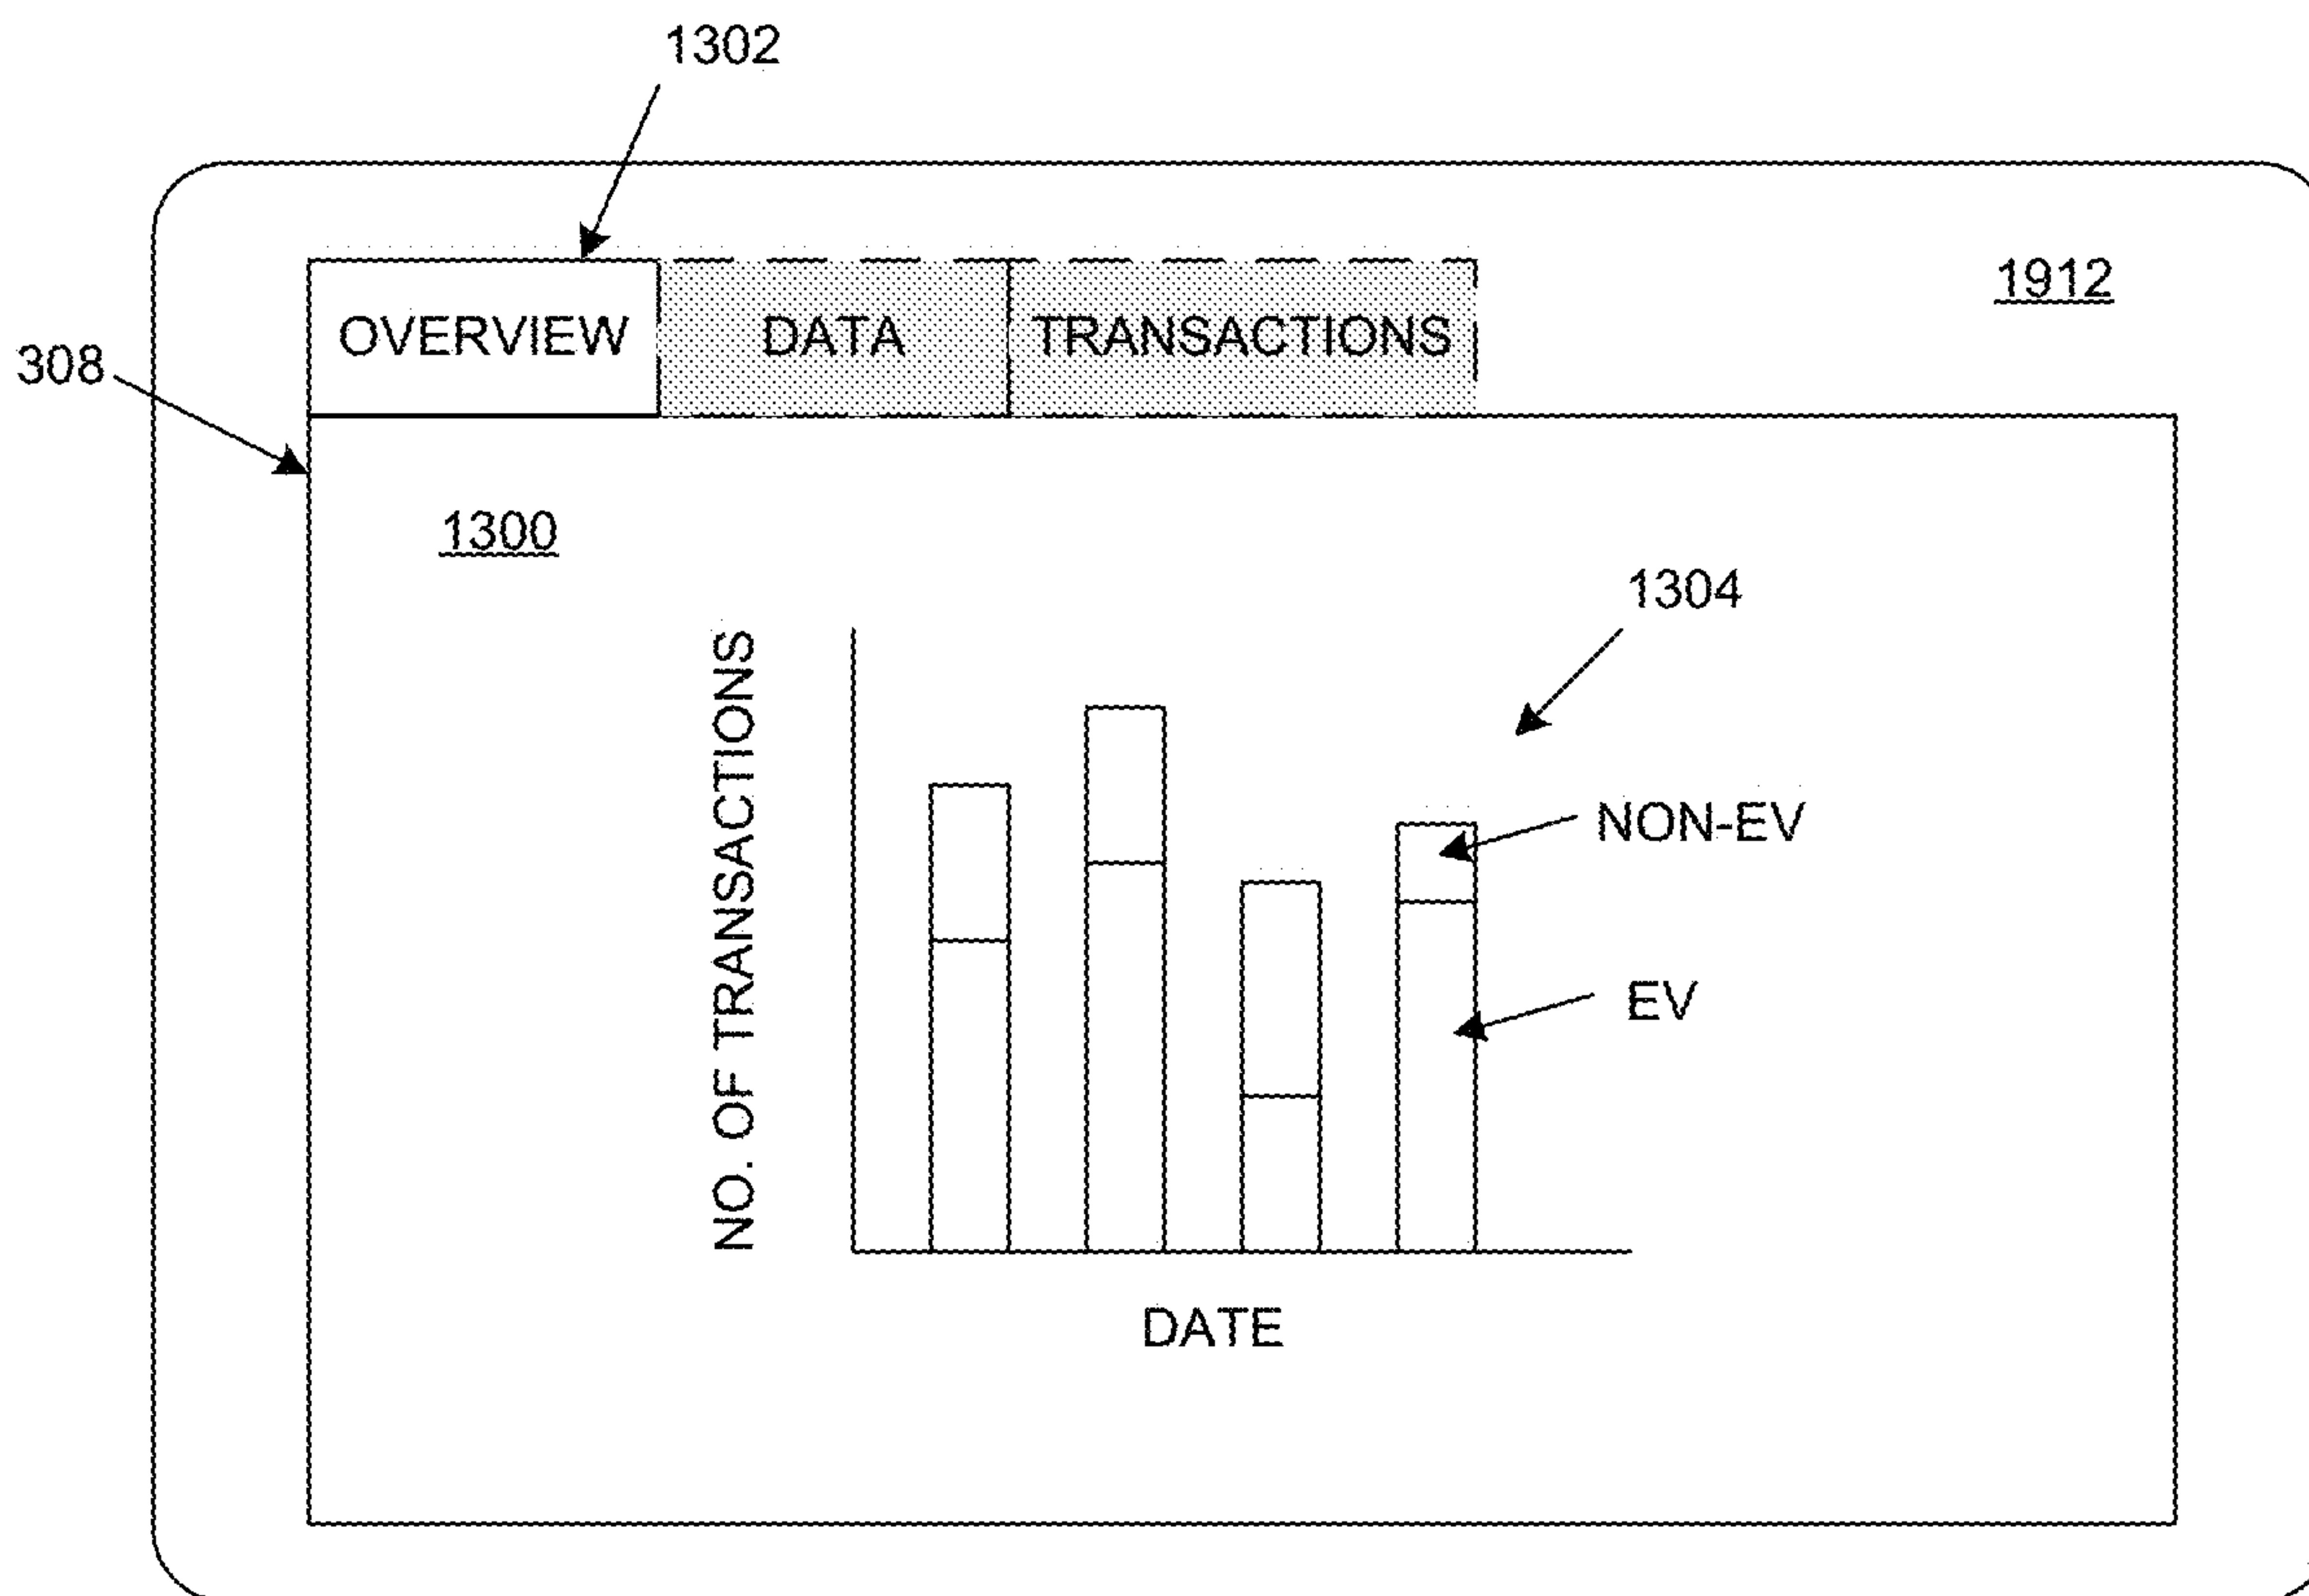 1302
1912
OVERVIEW DATA TRANSACTIONS
308
1300
1304
NO. OF TRANSACTIONS
NON-EV
EV
DATE